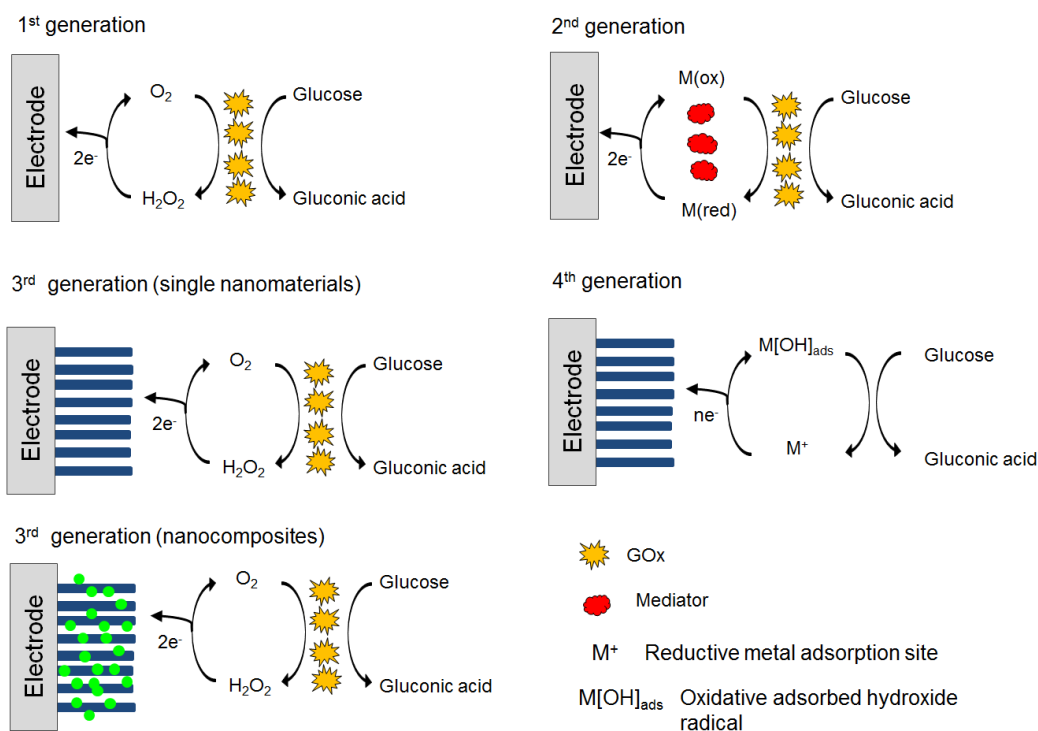 1st generation
Electrode
2e-
O2
H2O2
Glucose
Gluconic acid
2nd generation
Electrode
2e-
M(ox)
M(red)
Glucose
Gluconic acid
3rd generation (single nanomaterials)
Electrode
2e-
O2
H2O2
Glucose
Gluconic acid
4th generation
Electrode
ne-
M[OH]ads
M+
Glucose
Gluconic acid
3rd generation (nanocomposites)
Electrode
2e-
O2
H2O2
Glucose
Gluconic acid
GOx
Mediator
M+ Reductive metal adsorption site
M[OH]ads Oxidative adsorbed hydroxide
radical